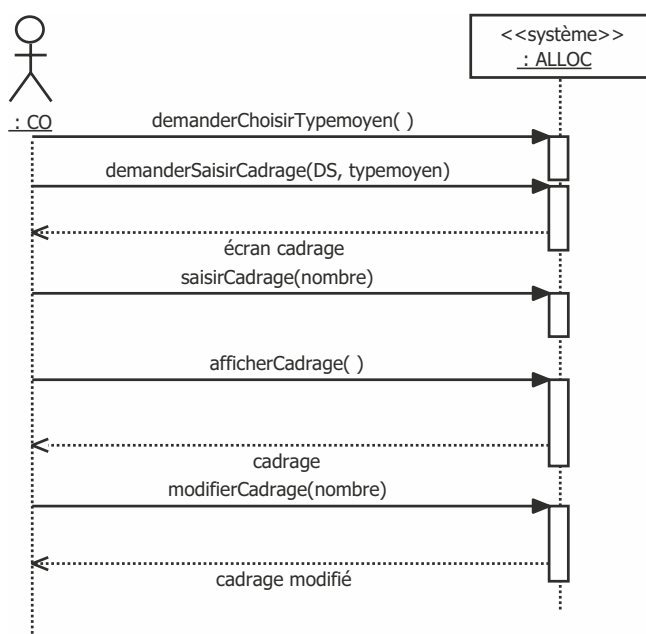 <<système>>
: ALLOC
: CO
demanderChoisirTypemoyen( )
demanderSaisirCadrage(DS, typemoyen)
écran cadrage
saisirCadrage(nombre)
afficherCadrage( )
cadrage
modifierCadrage(nombre)
cadrage modifié